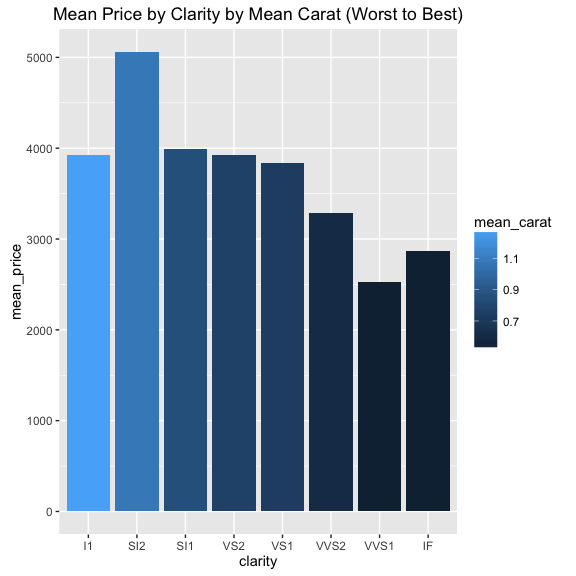 Mean Price by Clarity by Mean Carat (Worst to Best)
mean_price
5000
4000
3000
2000
1000
0
I1 SI2 SI1 VS2 VS1 VVS2 VVS1 IF
clarity
mean_carat
1.1
0.9
0.7